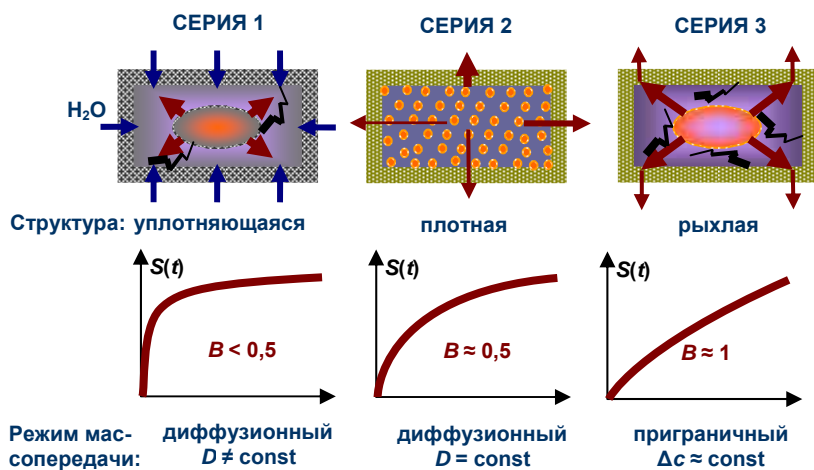 СЕРИЯ 1
СЕРИЯ 2
СЕРИЯ 3
H₂O
Структура: уплотняющаяся
плотная
рыхлая
S(t)
S(t)
S(t)
B < 0,5
B ≈ 0,5
B ≈ 1
Режим мас-
сопередачи:
диффузионный
D ≠ const
диффузионный
D = const
приграничный
Δc ≈ const